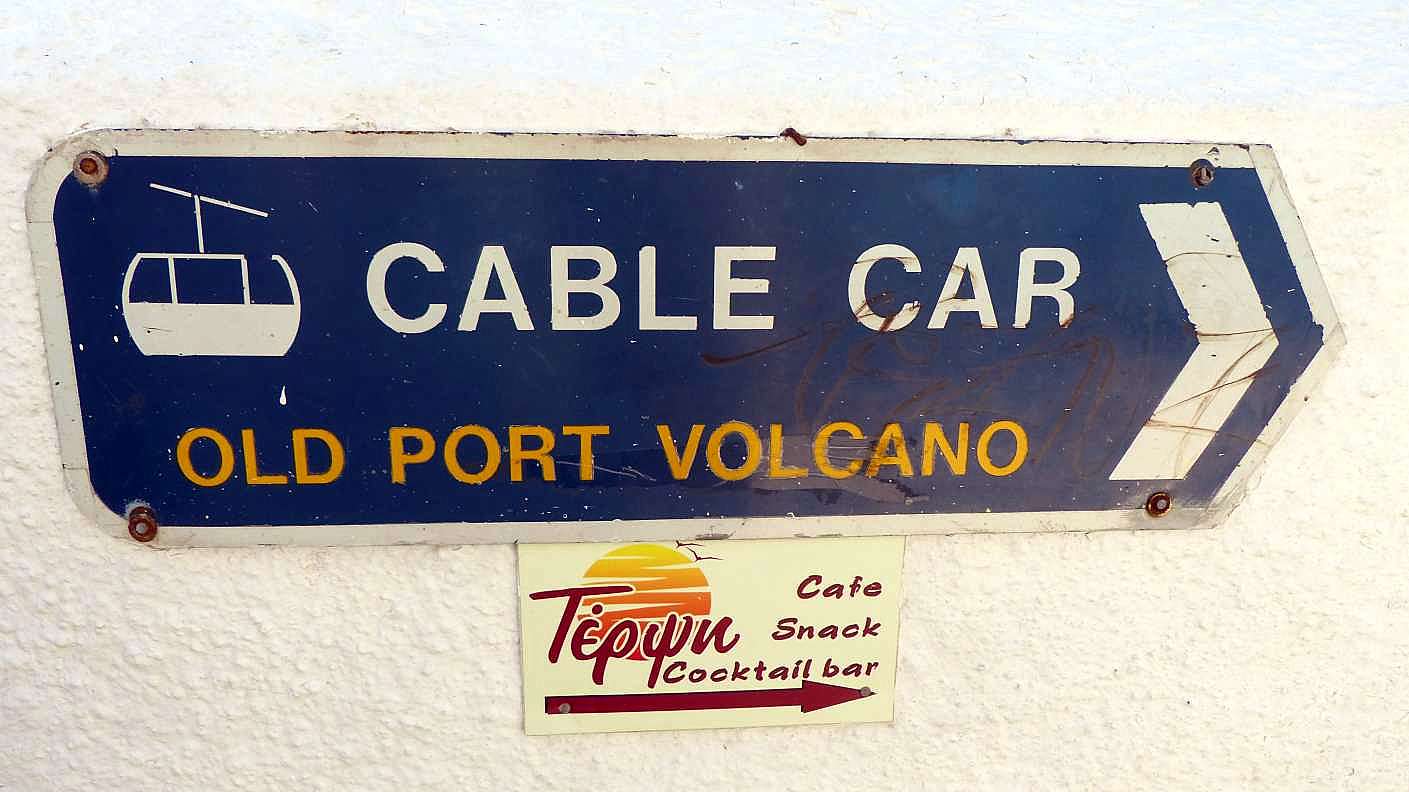 CABLE CAR
OLD PORT VOLCANO
Τέρψη
Cafe
Snack
Cocktail bar